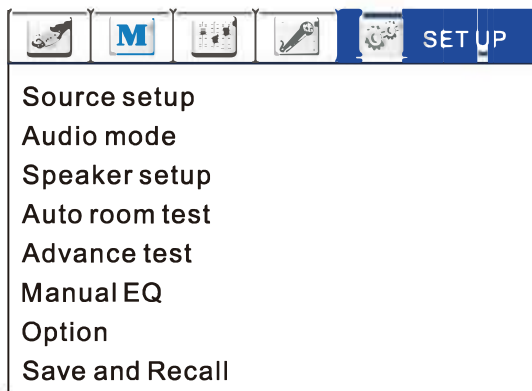 M
SET UP
Source setup
Audio mode
Speaker setup
Auto room test
Advance test
Manual EQ
Option
Save and Recall